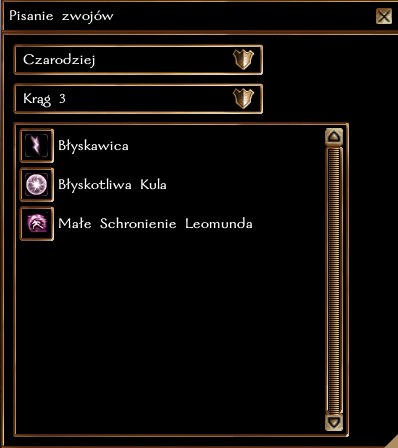 Pisanie zwojów
Czarodziej
Krąg 3
Błyskawica
Błyskotliwa Kula
Małe Schronienie Leomunda